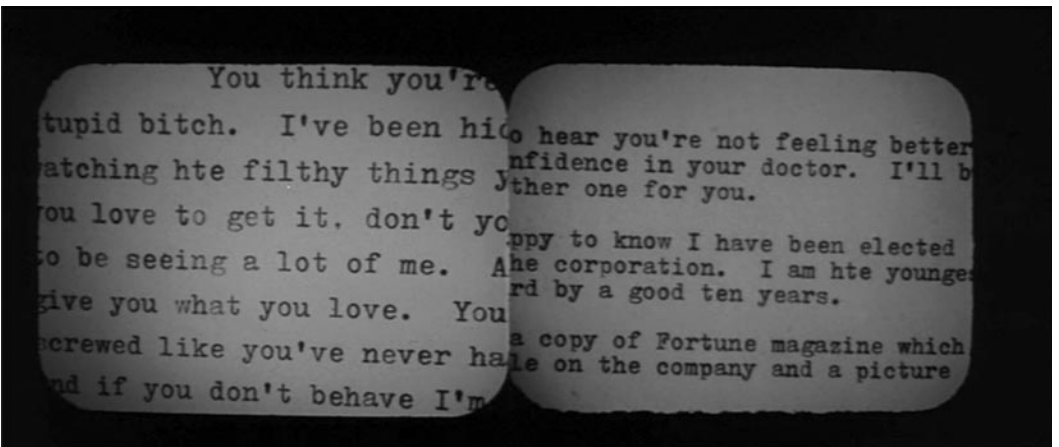 You think you're
tupid bitch. I've been hid
atching hte filthy things y
ou love to get it, don't yo
o be seeing a lot of me. A
give you what you love. You
crewed like you've never ha
nd if you don't behave I'm
o hear you're not feeling better
nfidence in your doctor. I'll b
ther one for you.
ppy to know I have been elected
he corporation. I am hte younges
rd by a good ten years.
a copy of Fortune magazine which
le on the company and a picture